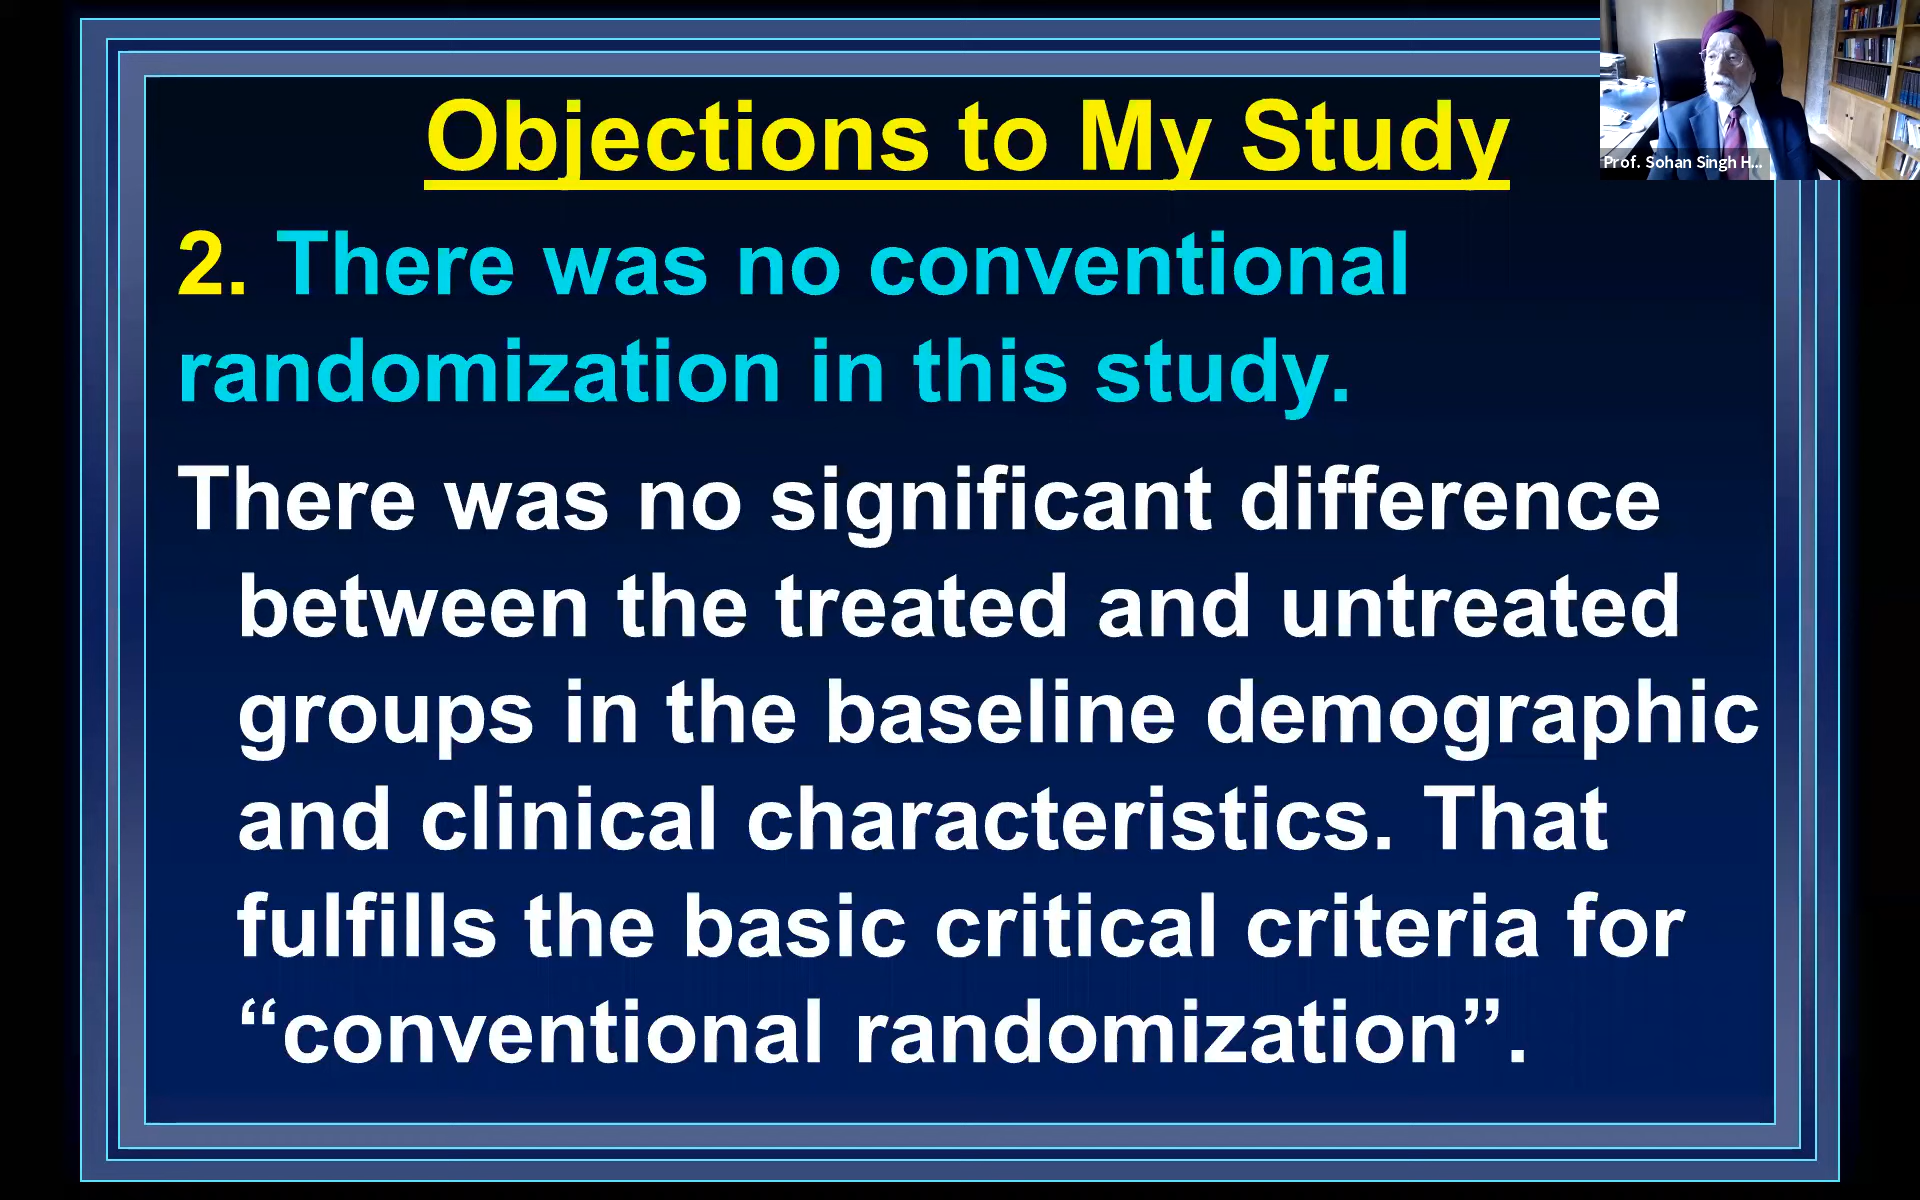 Objections to My Study
Prof. Sohan Singh H...
2. There was no conventional
randomization in this study.
There was no significant difference
between the treated and untreated
groups in the baseline demographic
and clinical characteristics. That
fulfills the basic critical criteria for
“conventional randomization”.